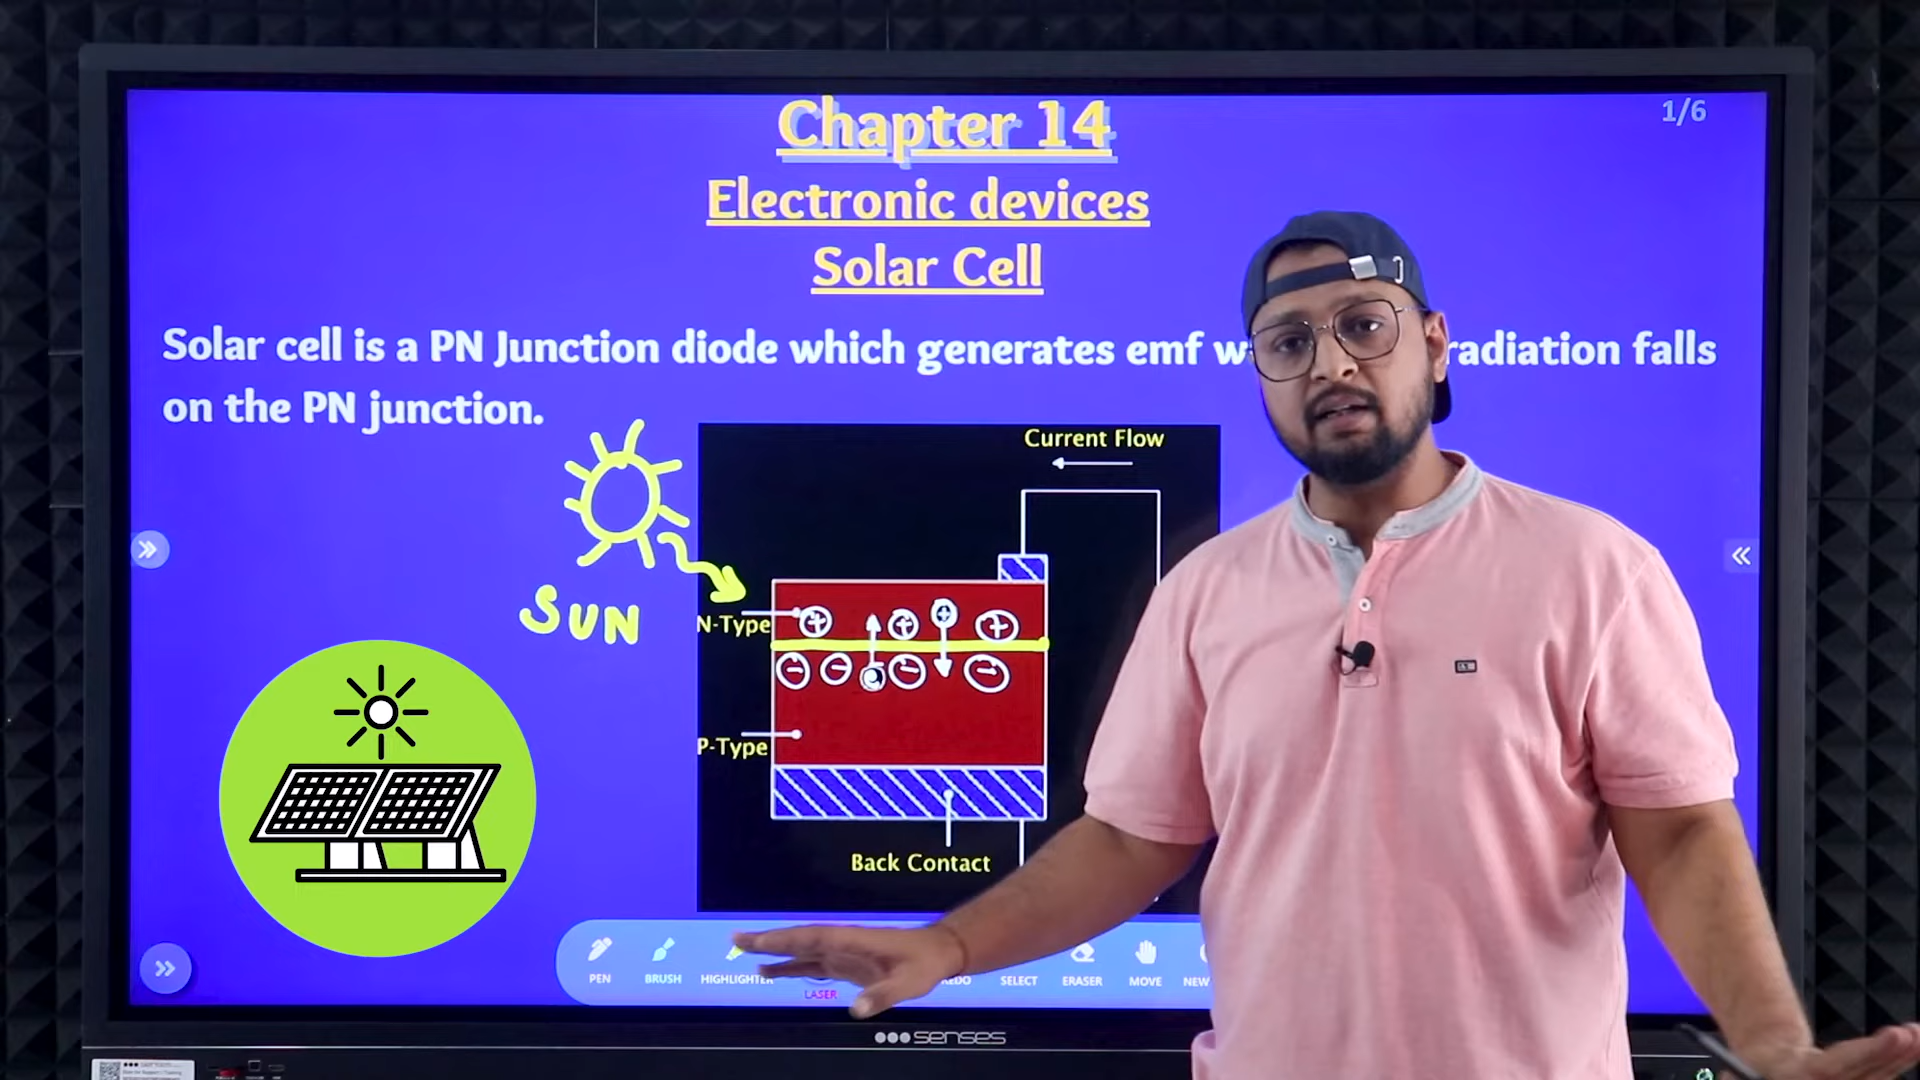 Chapter 14
1/6
Electronic devices
Solar Cell
Solar cell is a PN Junction diode which generates emf radiation falls
on the PN junction.
Current Flow
SUN
N-Type
P-Type
Back Contact
PEN BRUSH HIGHLIGHTER LASER SELECT ERASER MOVE NEW
senses